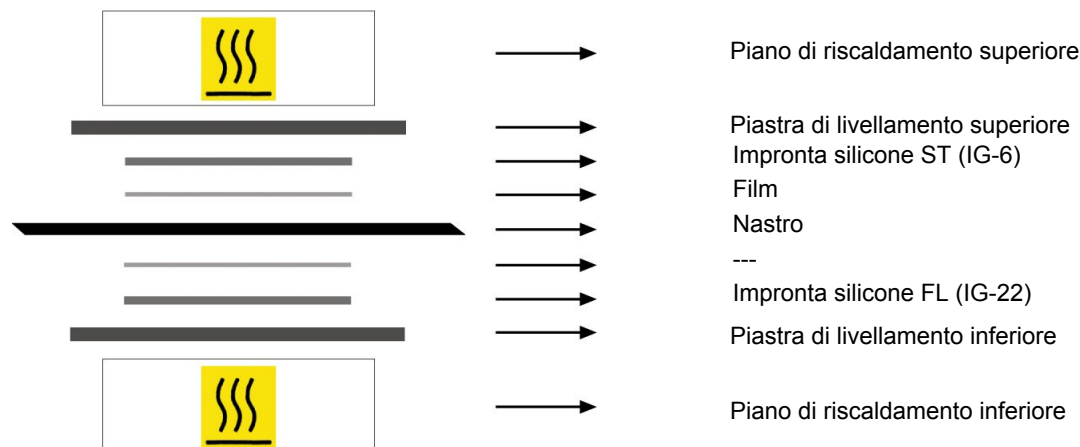 Piano di riscaldamento superiore
Piastra di livellamento superiore
Impronta silicone ST (IG-6)
Film
Nastro
---
Impronta silicone FL (IG-22)
Piastra di livellamento inferiore
Piano di riscaldamento inferiore